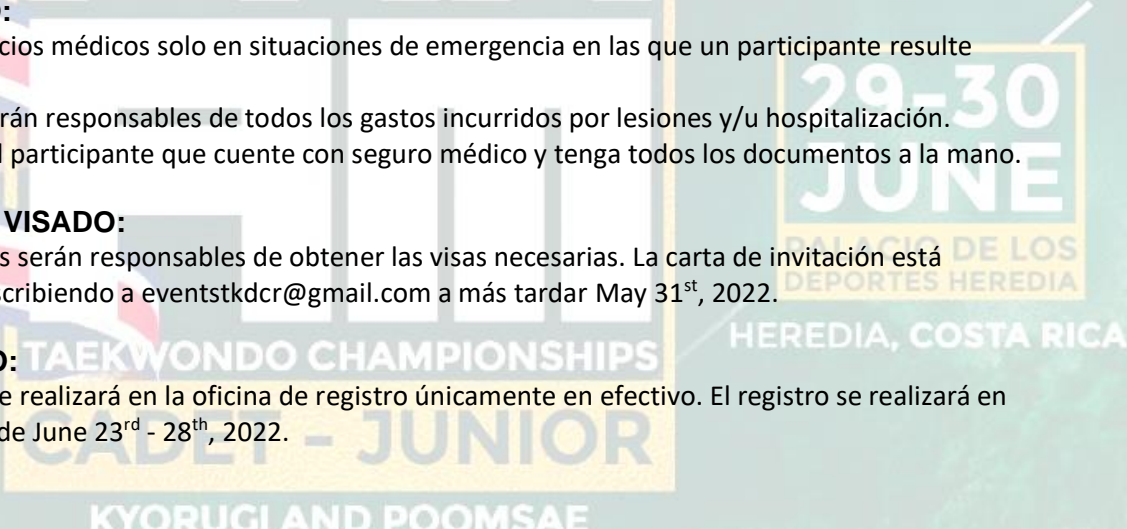 :
cios médicos solo en situaciones de emergencia en las que un participante resulte
rán responsables de todos los gastos incurridos por lesiones y/u hospitalización.
l participante que cuente con seguro médico y tenga todos los documentos a la mano.
VISADO:
s serán responsables de obtener las visas necesarias. La carta de invitación está
scribiendo a eventstkdcr@gmail.com a más tardar May 31st, 2022.
O:
e realizará en la oficina de registro únicamente en efectivo. El registro se realizará en
de June 23rd - 28th, 2022.
29-30
JUNE
PALACIO DE LOS
DEPORTES HEREDIA
HEREDIA, COSTA RICA
TAEKWONDO CHAMPIONSHIPS
CADET - JUNIOR
KYORUGI AND POOMSAE